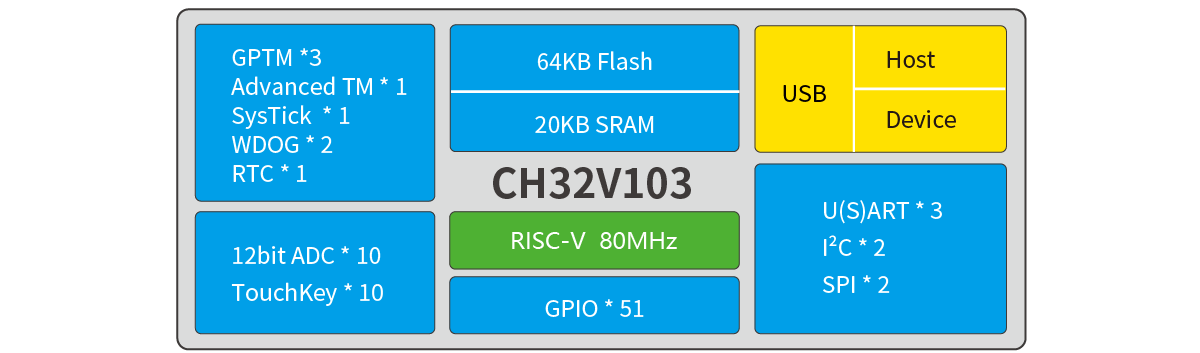 GPTM *3
Advanced TM * 1
SysTick * 1
WDOG * 2
RTC * 1
12bit ADC * 10
TouchKey * 10
64KB Flash
20KB SRAM
CH32V103
RISC-V 80MHz
GPIO * 51
USB
Host
Device
U(S)ART * 3
I²C * 2
SPI * 2